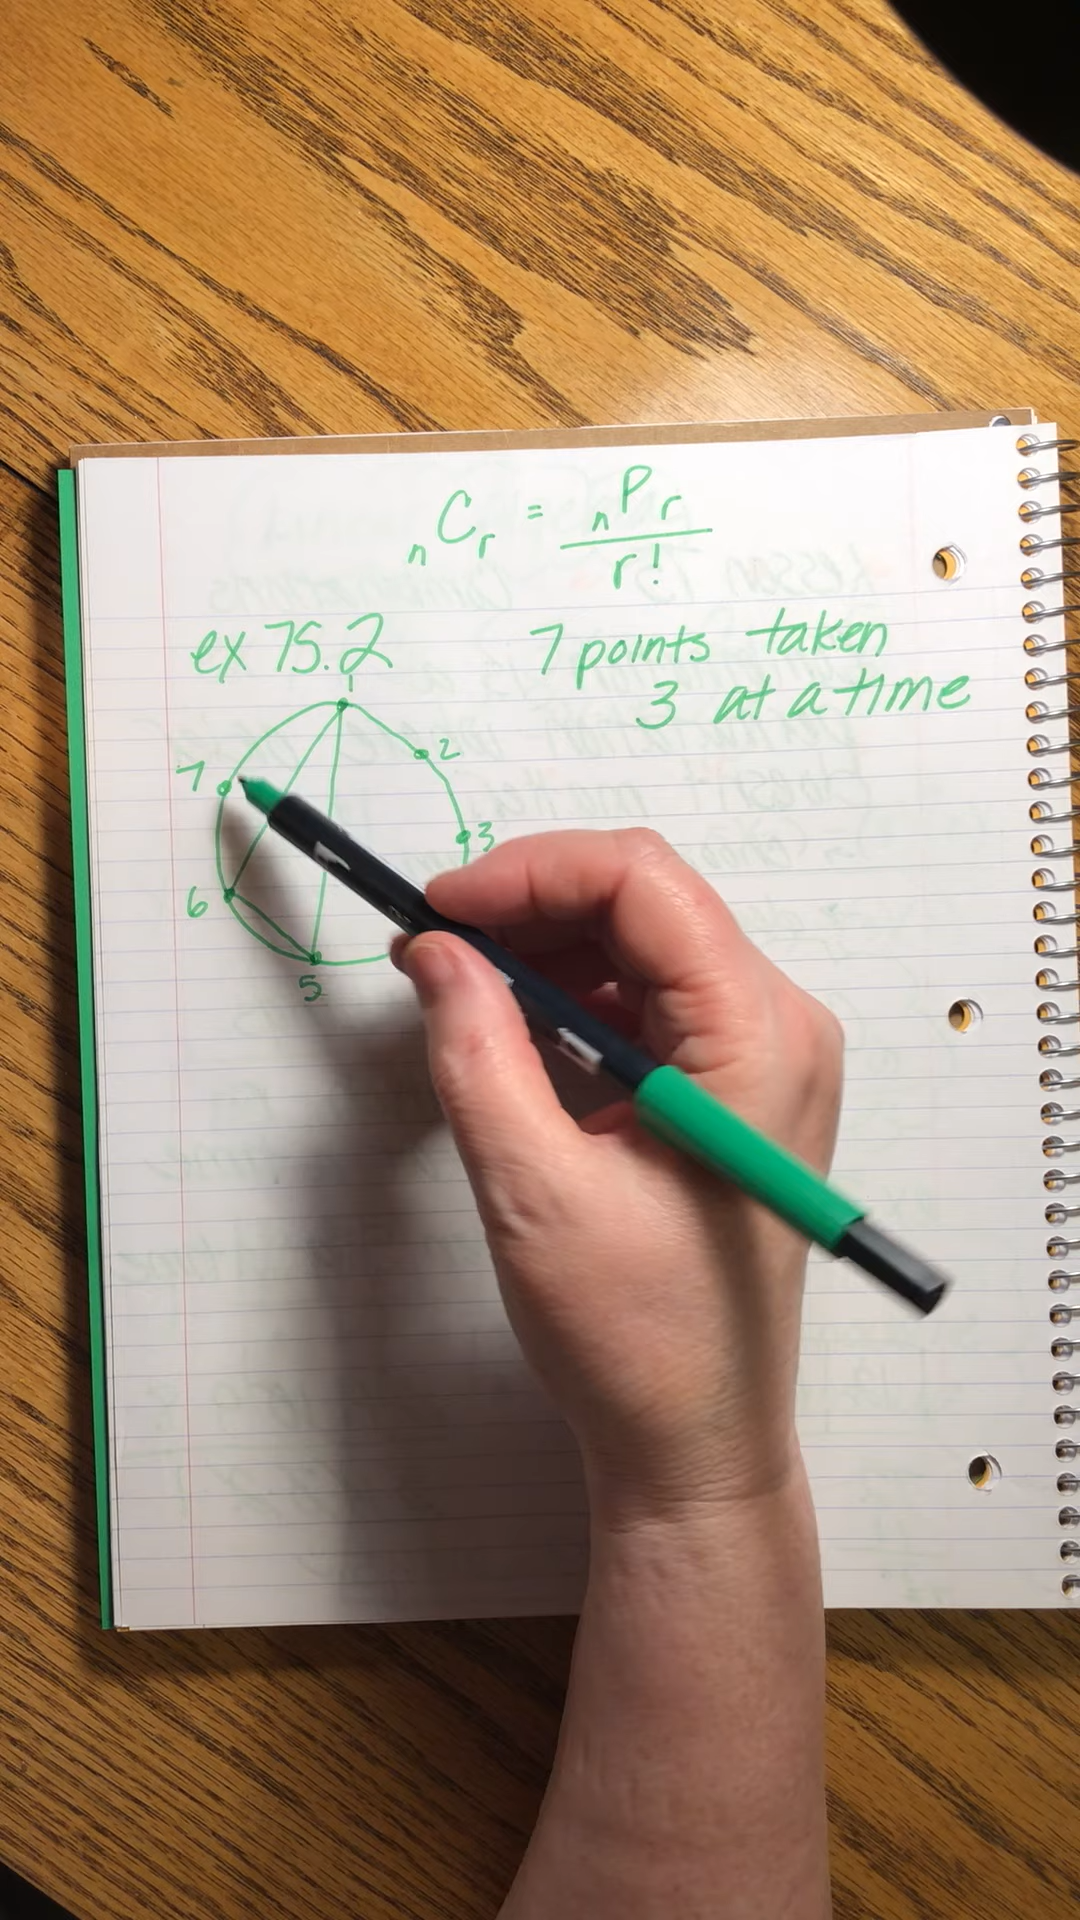 nCr = nPr / r!
ex 75.2
7 points taken
3 at a time
1
2
3
5
6
7